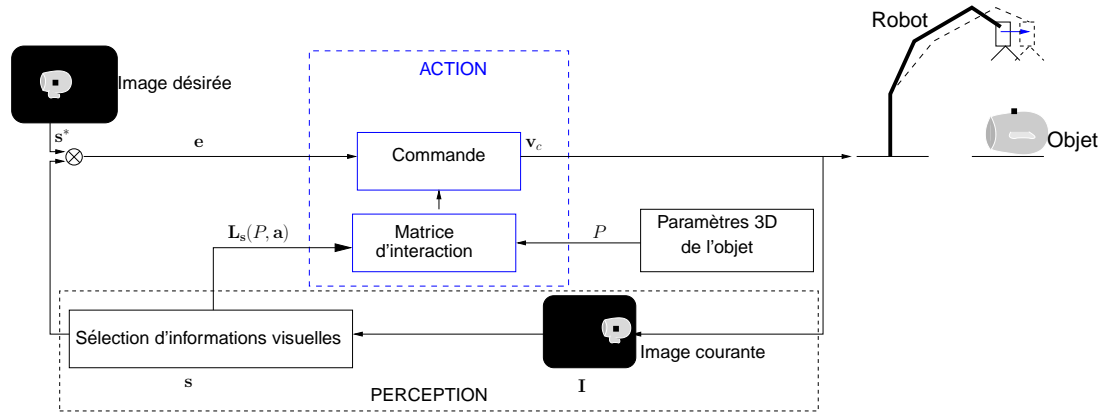 Robot
ACTION
Image désirée
s*
e
Commande
v_c
Objet
L_s(P, a)
Matrice
d'interaction
P
Paramètres 3D
de l'objet
Sélection d'informations visuelles
Image courante
s
I
PERCEPTION